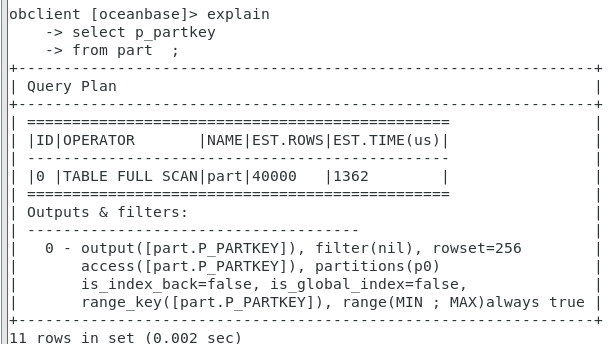 obclient [oceanbase]> explain
    -> select p_partkey
    -> from part  ;
+------------------------------------------------------------------+
| Query Plan                                                       |
+------------------------------------------------------------------+
| ===============================================                  |
| |ID|OPERATOR       |NAME|EST.ROWS|EST.TIME(us)|                  |
| -----------------------------------------------                  |
| |0 |TABLE FULL SCAN|part|40000   |1362        |                  |
| ===============================================                  |
| Outputs & filters:                                               |
| -------------------------------------                            |
|   0 - output([part.P_PARTKEY]), filter(nil), rowset=256          |
|       access([part.P_PARTKEY]), partitions(p0)                   |
|       is_index_back=false, is_global_index=false,                |
|       range_key([part.P_PARTKEY]), range(MIN ; MAX)always true   |
+------------------------------------------------------------------+
11 rows in set (0.002 sec)